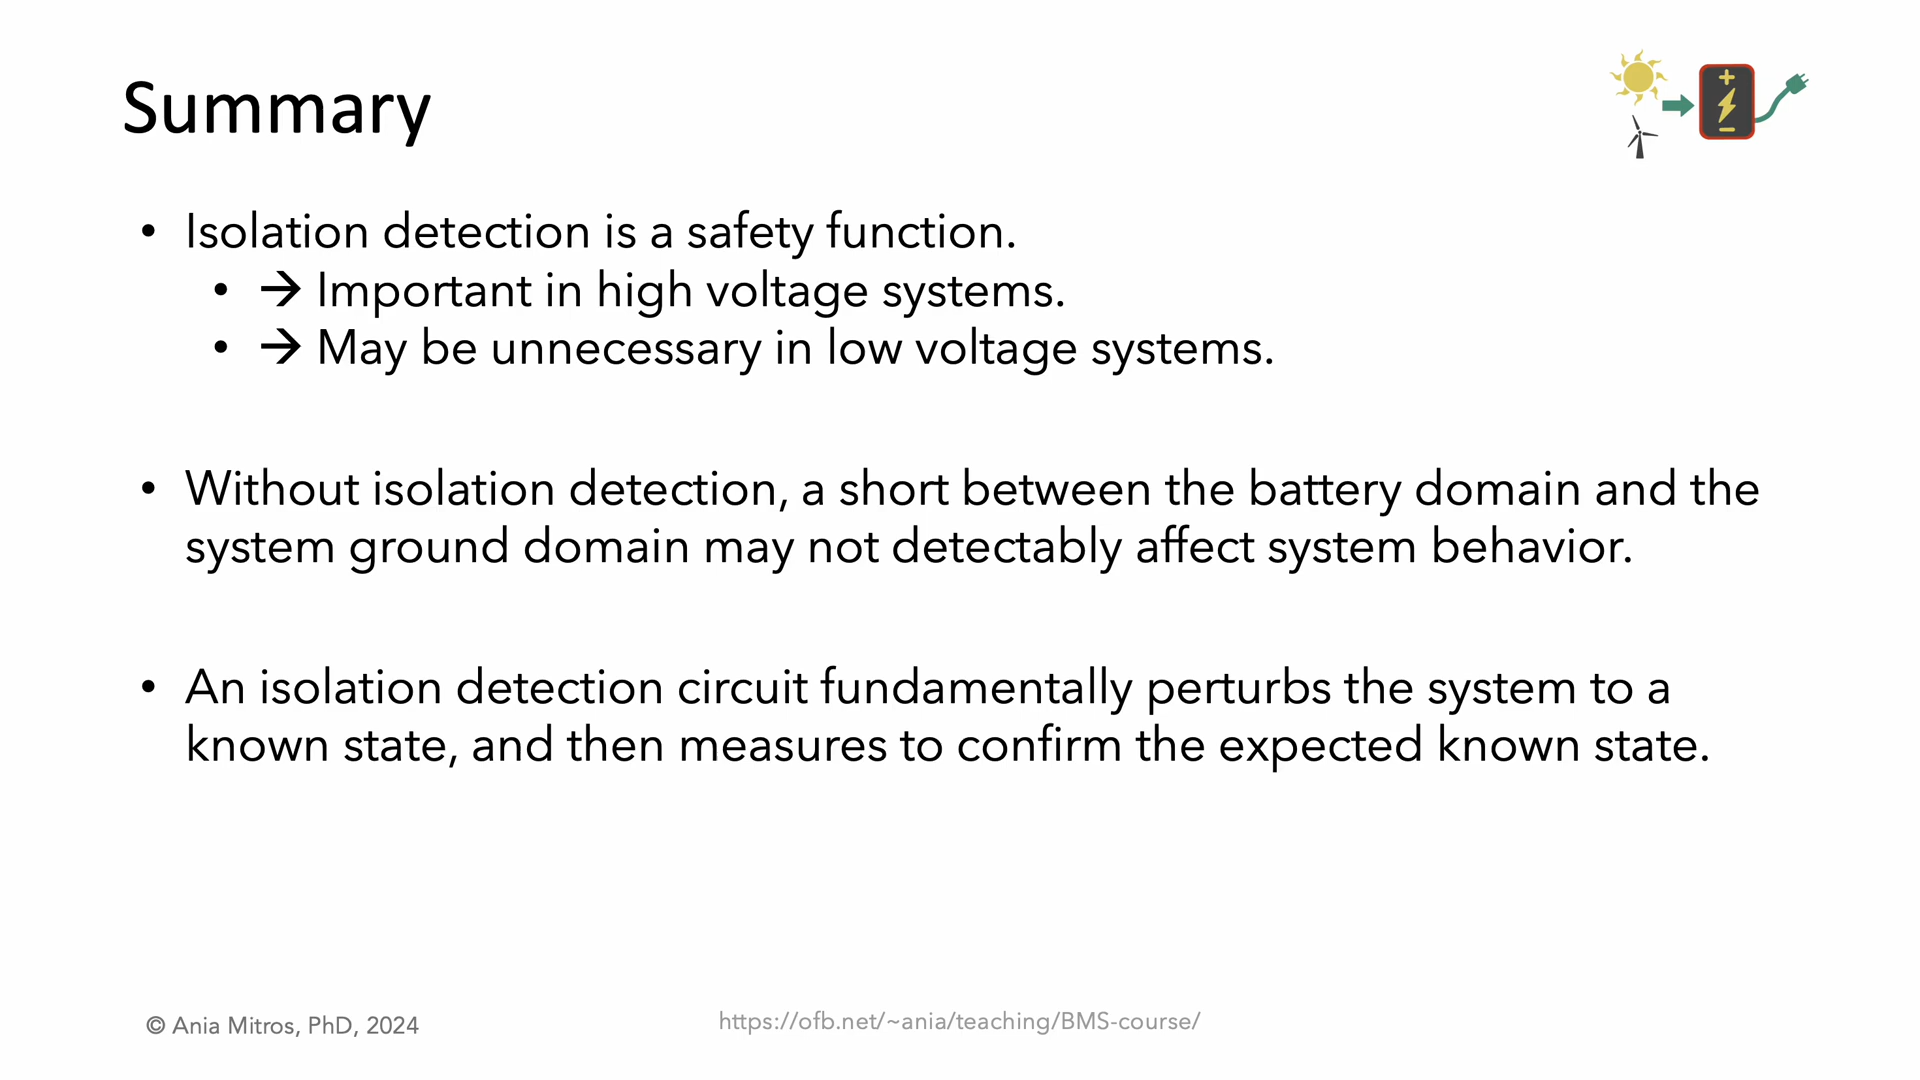 Summary
• Isolation detection is a safety function.
• → Important in high voltage systems.
• → May be unnecessary in low voltage systems.
• Without isolation detection, a short between the battery domain and the
system ground domain may not detectably affect system behavior.
• An isolation detection circuit fundamentally perturbs the system to a
known state, and then measures to confirm the expected known state.
© Ania Mitros, PhD, 2024
https://ofb.net/~ania/teaching/BMS-course/